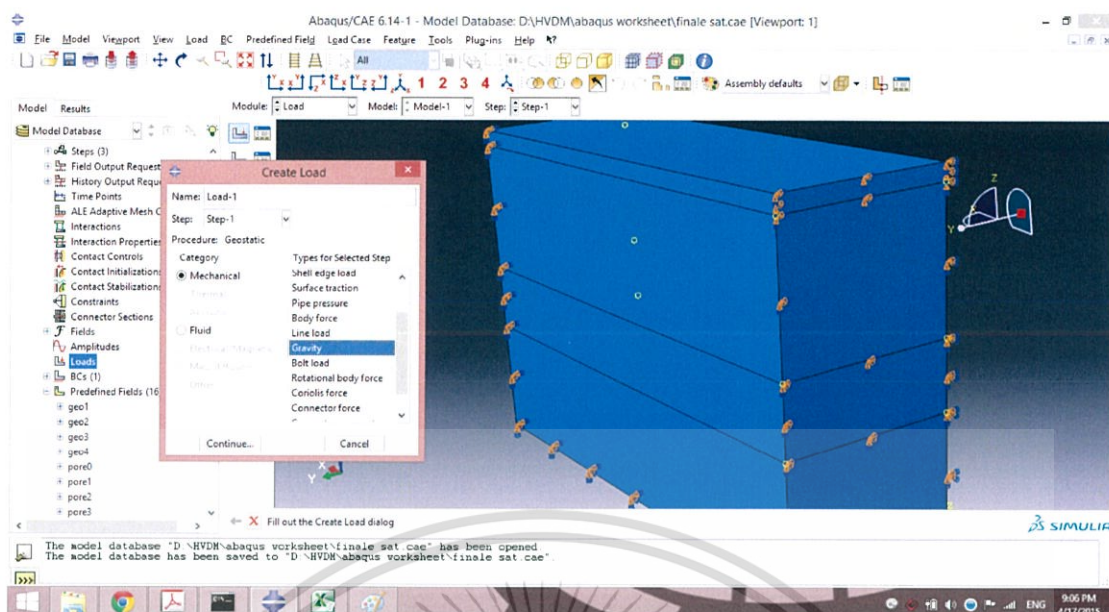 Abaqus/CAE 6.14-1 - Model Database: D:\HVDM\abaqus worksheet\finale sat.cae [Viewport: 1]
File Model Viewport View Load BC Predefined Field Load Case Feature Tools Plug-ins Help
All
1 2 3 4 Assembly defaults
Model Results Module: Load Model: Model-1 Step: Step-1
Model Database
Steps (3)
Field Output Request
History Output Requ
Time Points
ALE Adaptive Mesh C
Interactions
Interaction Properties
Contact Controls
Contact Initializations
Contact Stabilization
Constraints
Connector Sections
Fields
Amplitudes
Loads
BCs (1)
Predefined Fields (16
geo1
geo2
geo3
geo4
pore0
pore1
pore2
pore3
Create Load
Name: Load-1
Step: Step-1
Procedure: Geostatic
Category Types for Selected Step
Mechanical
Fluid
Shell edge load
Surface traction
Pipe pressure
Body force
Line load
Gravity
Bolt load
Rotational body force
Coriolis force
Connector force
Continue... Cancel
Z
Y
X
Y
Fill out the Create Load dialog
SIMULIA
The model database "D:\HVDM\abaqus worksheet\finale sat.cae" has been opened.
The model database has been saved to "D:\HVDM\abaqus worksheet\finale sat.cae".
>>>
ENG 9:06 PM